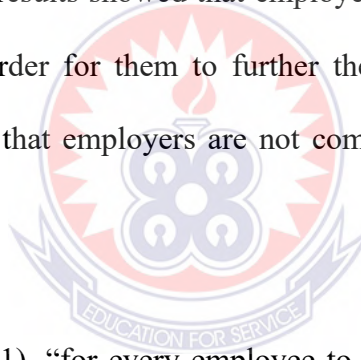 results showed that employe
rder for them to further the
that employers are not com
EDUCATION FOR SERVICE
1), “for every employee to